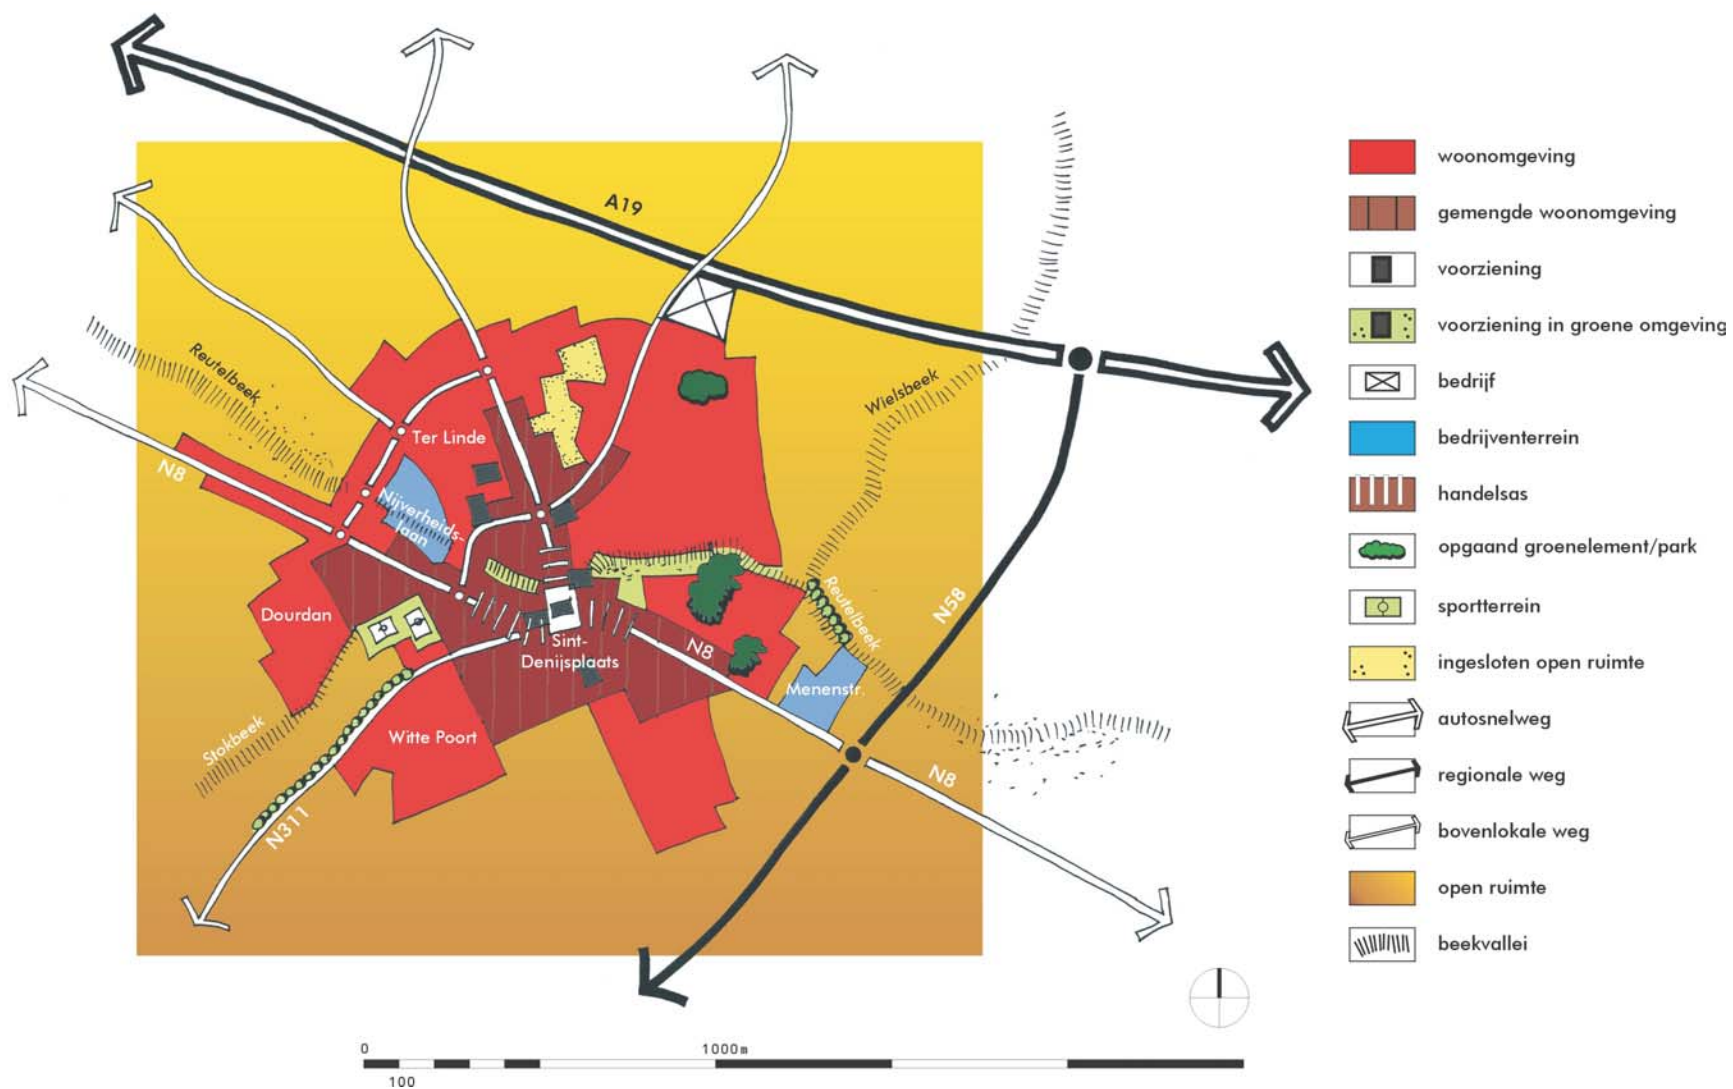 A19
Reutelbeek
Wielsbeek
N8
Ter Linde
Nijverheids-
laan
Dourdan
Sint-
Denijsplaats
N8
Reutelbeek
N58
Menenstr.
Stokbeek
Witte Poort
N311
N8
woonomgeving
gemengde woonomgeving
voorziening
voorziening in groene omgeving
bedrijf
bedrijventerrein
handelsas
opgaand groenelement/park
sportterrein
ingesloten open ruimte
autosnelweg
regionale weg
bovenlokale weg
open ruimte
beekvallei
0 1000m
100